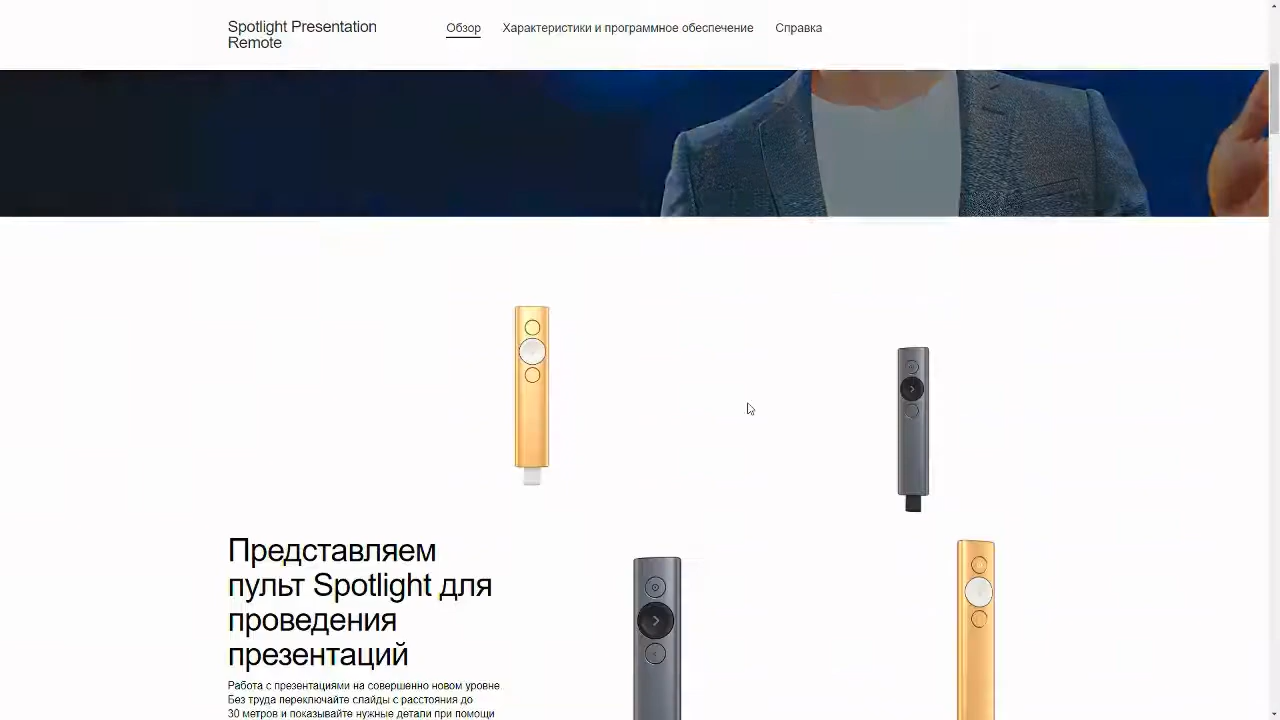 Spotlight Presentation
Remote
Обзор
Характеристики и программное обеспечение
Справка
Представляем
пульт Spotlight для
проведения
презентаций
Работа с презентациями на совершенно новом уровне
Без труда переключайте слайды с расстояния до
30 метров и показывайте нужные детали при помощи